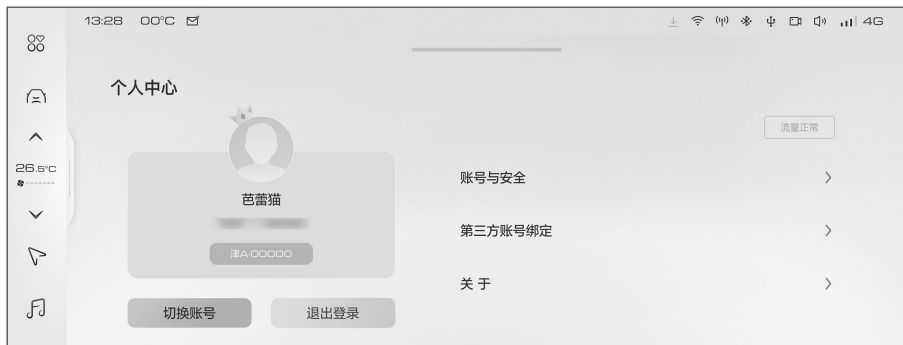 13:28 00°C 4G
个人中心
流量正常
26.5°C
芭蕾猫
津A·00000
切换账号 退出登录
账号与安全
第三方账号绑定
关于